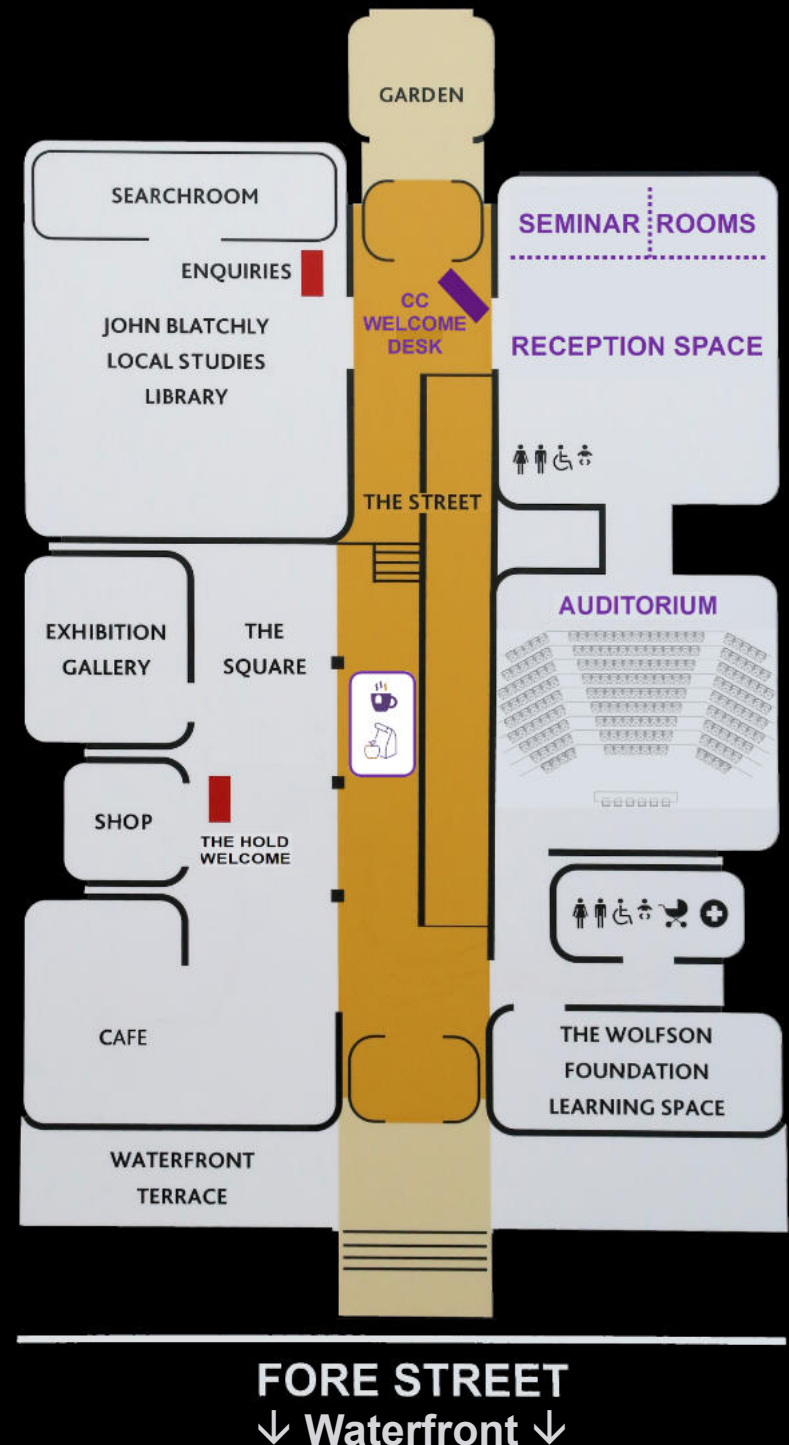 GARDEN
SEARCHROOM
ENQUIRIES
JOHN BLATCHLY
LOCAL STUDIES
LIBRARY
CC
WELCOME
DESK
SEMINAR ROOMS
RECEPTION SPACE
THE STREET
EXHIBITION
GALLERY
THE
SQUARE
AUDITORIUM
SHOP
THE HOLD
WELCOME
CAFE
THE WOLFSON
FOUNDATION
LEARNING SPACE
WATERFRONT
TERRACE
FORE STREET
↓ Waterfront ↓